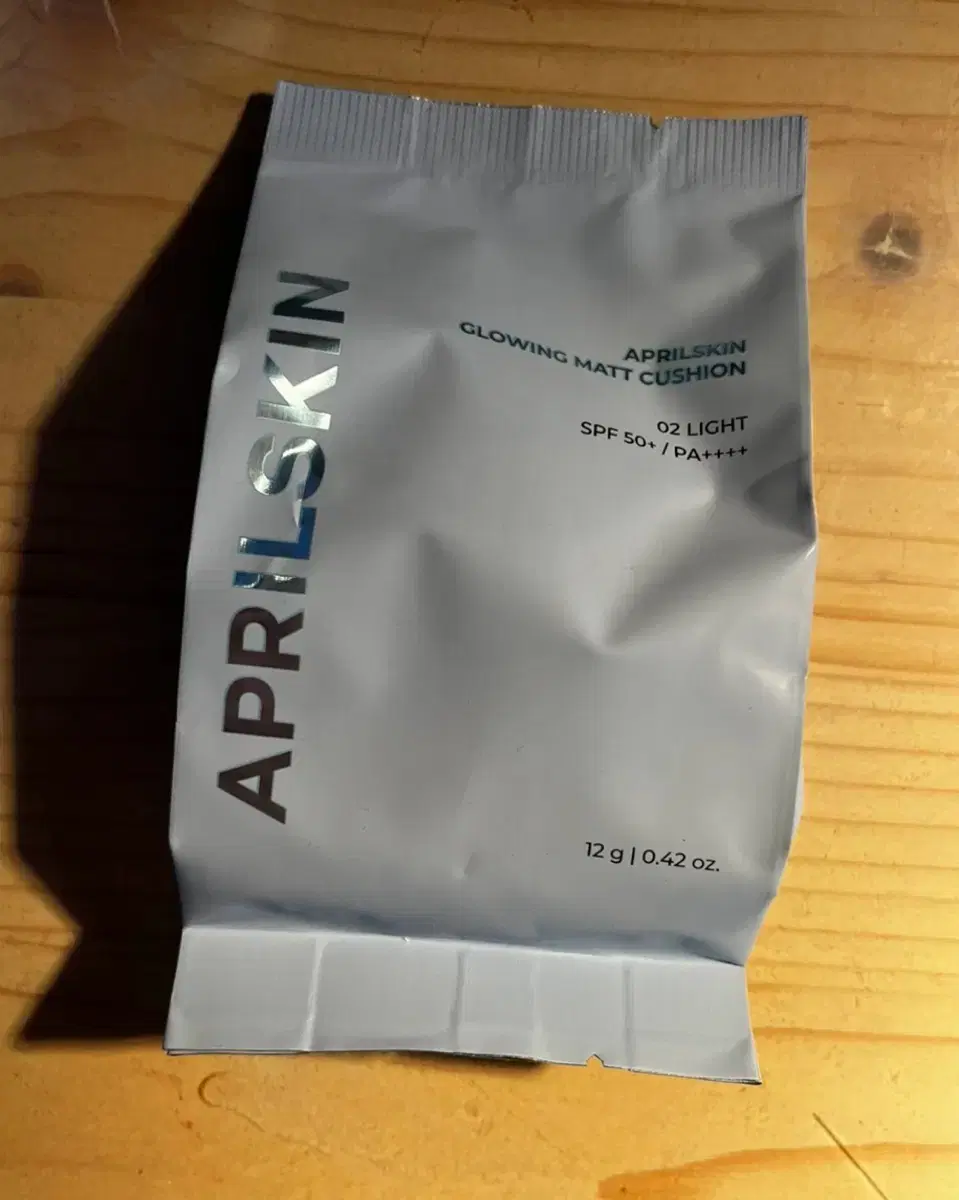 APRILSKIN
APRILSKIN
GLOWING MATT CUSHION
02 LIGHT
SPF 50+ / PA++++
12 g | 0.42 oz.